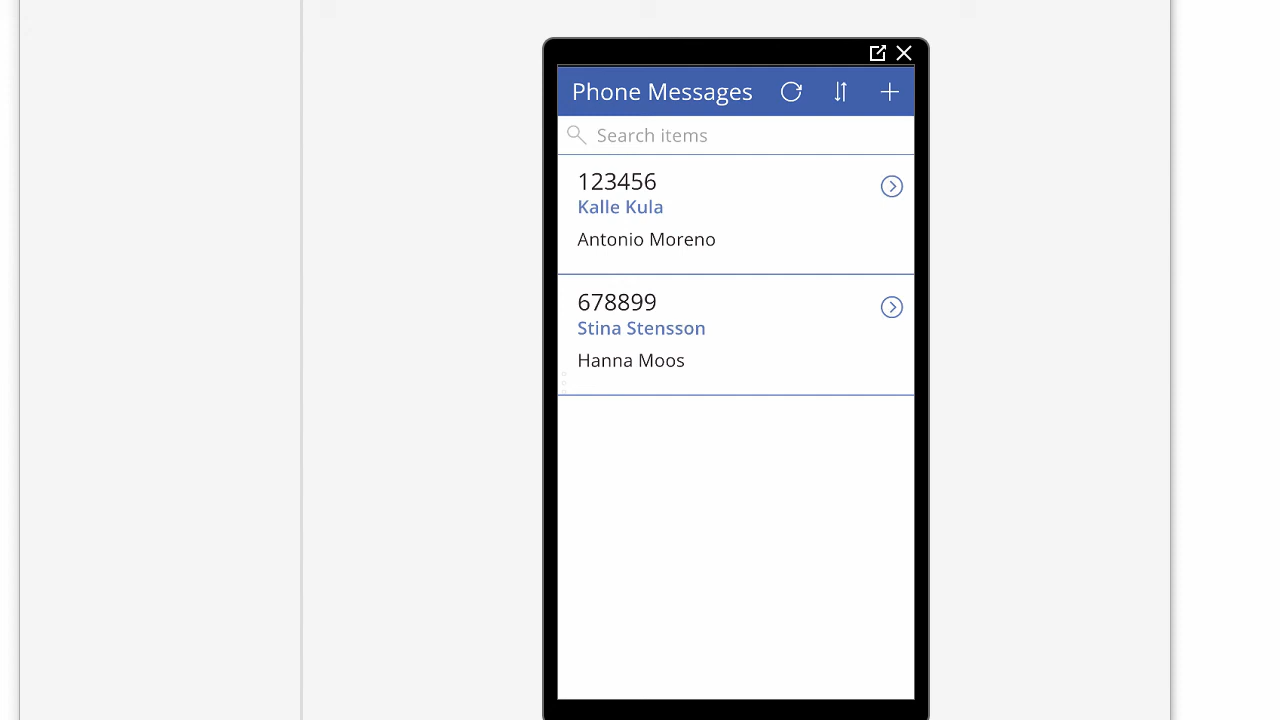 Phone Messages
Search items
123456
Kalle Kula
Antonio Moreno
678899
Stina Stensson
Hanna Moos